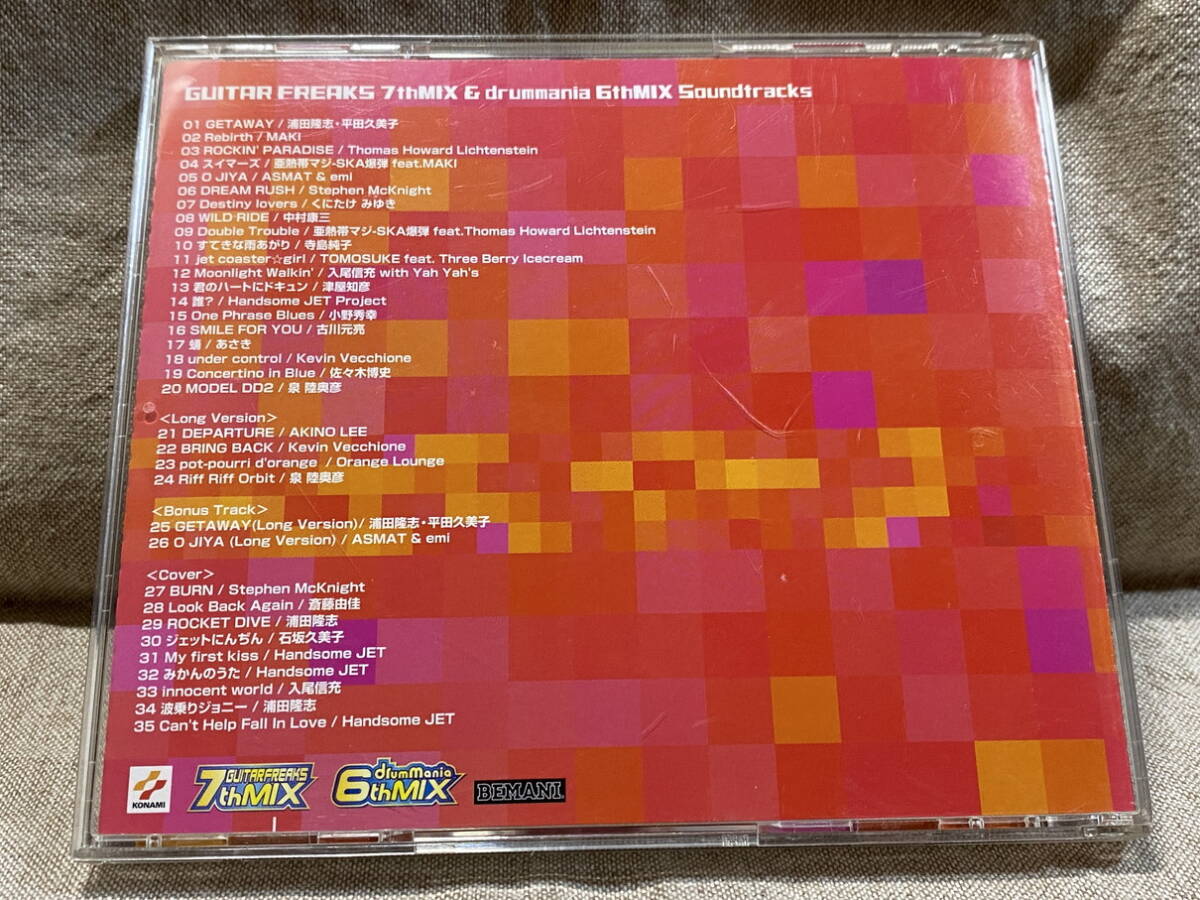 GUITAR FREAKS 7thMIX & drummania 6thMIX Soundtracks
01 GETAWAY / 浦田隆志・平田久美子
02 Rebirth / MAKI
03 ROCKIN' PARADISE / Thomas Howard Lichtenstein
04 スイマーズ / 亜熱帯マジ-SKA爆弾 feat.MAKI
05 O JIYA / ASMAT & emi
06 DREAM RUSH / Stephen McKnight
07 Destiny lovers / くにたけ みゆき
08 WILD RIDE / 中村康三
09 Double Trouble / 亜熱帯マジ-SKA爆弾 feat.Thomas Howard Lichtenstein
10 すてきな雨あがり / 寺島純子
11 jet coaster☆girl / TOMOSUKE feat. Three Berry Icecream
12 Moonlight Walkin' / 入尾信充 with Yah Yah's
13 君のハートにドキュン / 津屋知彦
14 誰? / Handsome JET Project
15 One Phrase Blues / 小野秀幸
16 SMILE FOR YOU / 古川元亮
17 蛹 / あさき
18 under control / Kevin Vecchione
19 Concertino in Blue / 佐々木博史
20 MODEL DD2 / 泉 陸奥彦
<Long Version>
21 DEPARTURE / AKINO LEE
22 BRING BACK / Kevin Vecchione
23 pot-pourri d'orange / Orange Lounge
24 Riff Riff Orbit / 泉 陸奥彦
<Bonus Track>
25 GETAWAY(Long Version)/ 浦田隆志・平田久美子
26 O JIYA (Long Version) / ASMAT & emi
<Cover>
27 BURN / Stephen McKnight
28 Look Back Again / 斎藤由佳
29 ROCKET DIVE / 浦田隆志
30 ジェットにんぢん / 石坂久美子
31 My first kiss / Handsome JET
32 みかんのうた / Handsome JET
33 innocent world / 入尾信充
34 波乗りジョニー / 浦田隆志
35 Can't Help Fall In Love / Handsome JET
KONAMI
GUITARFREAKS
7thMIX
drummania
6thMIX
BEMANI